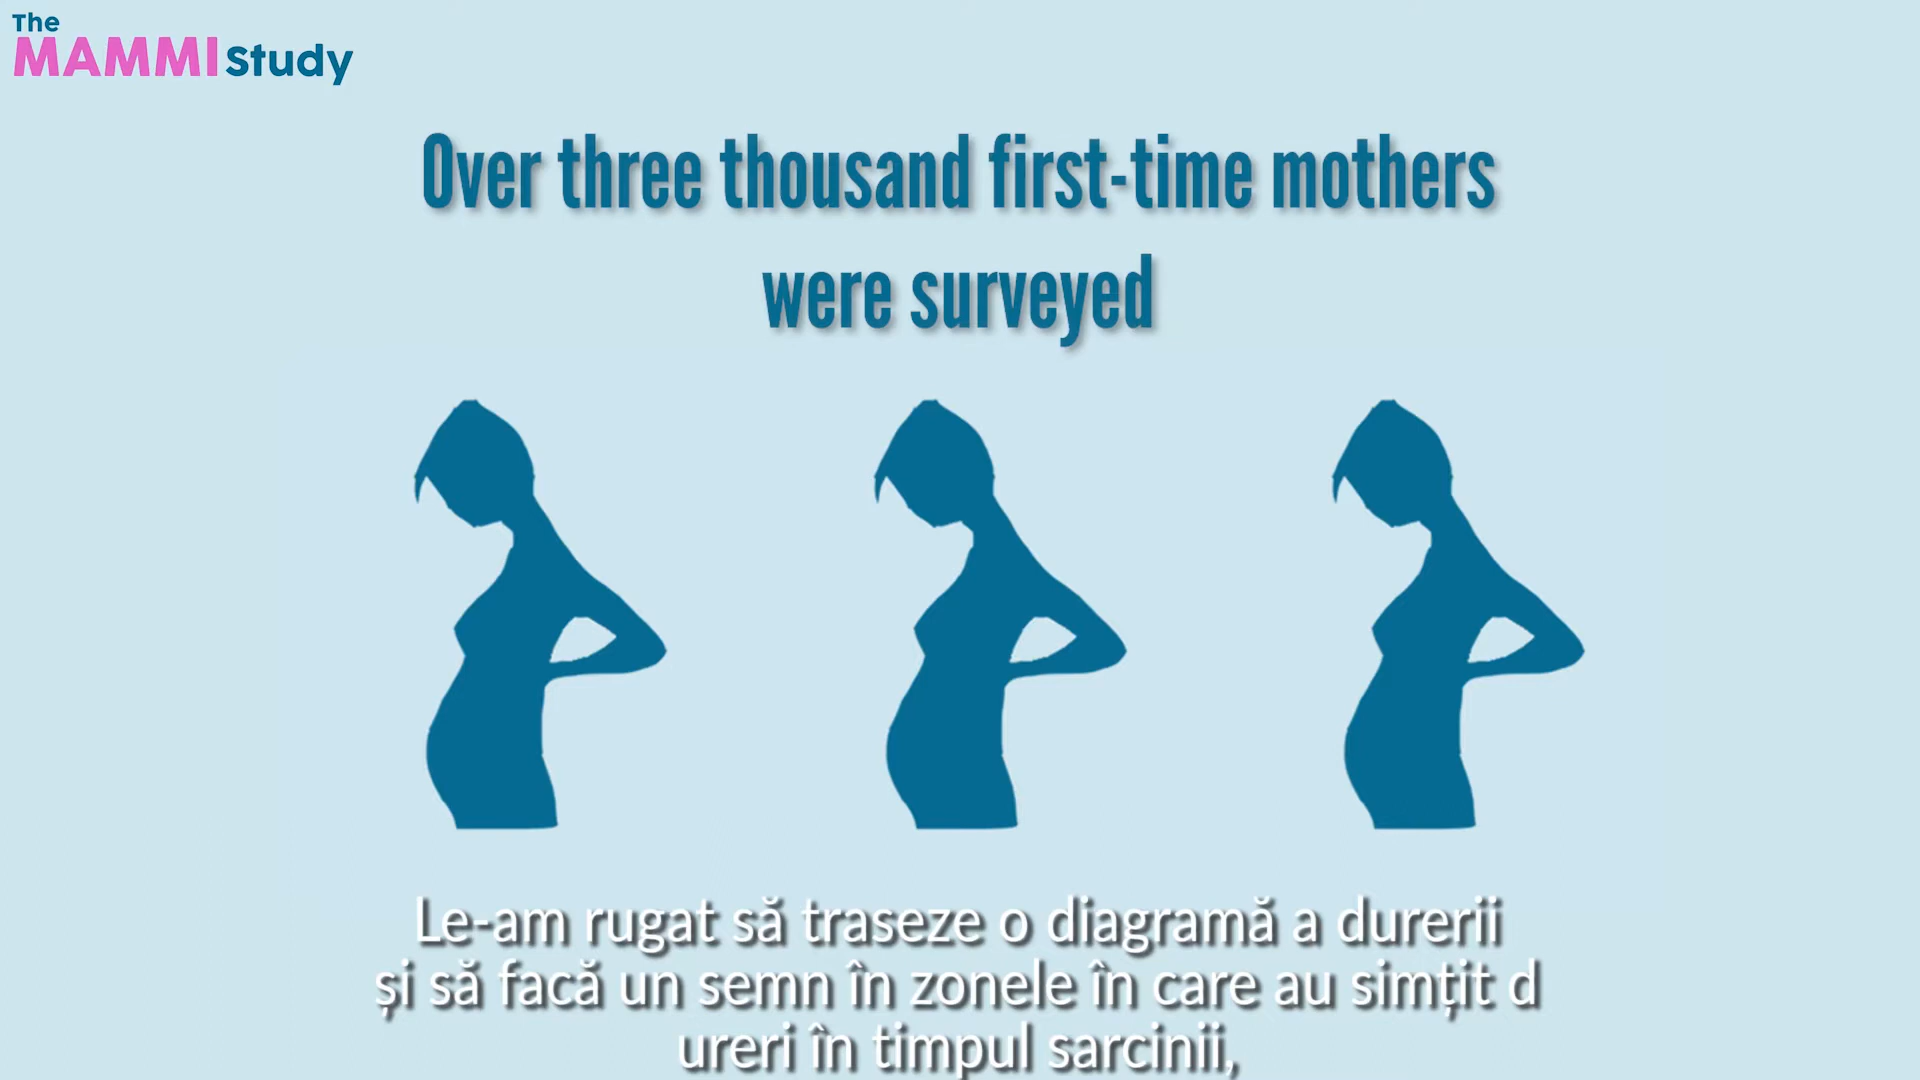 The
MAMMI Study
Over three thousand first-time mothers
were surveyed
Le-am rugat să traseze o diagramă a durerii
și să facă un semn în zonele în care au simțit d
ureri în timpul sarcinii,